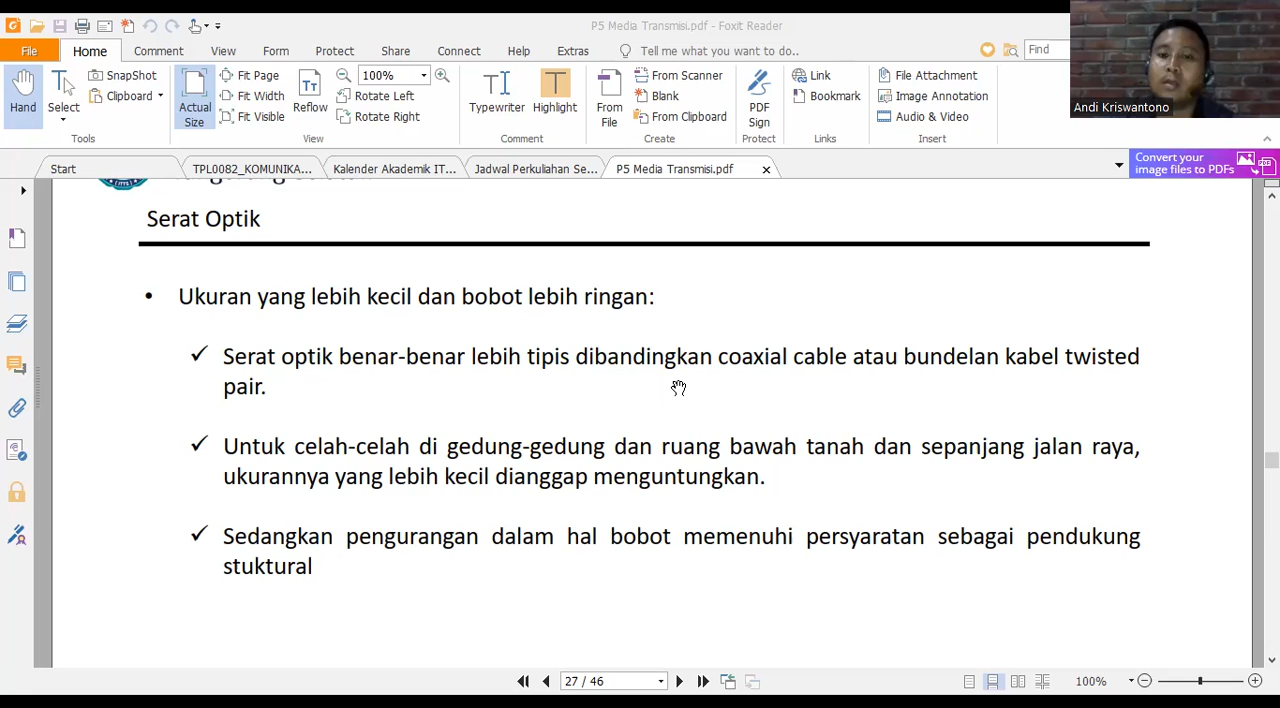 P5 Media Transmisi.pdf - Foxit Reader
File Home Comment View Form Protect Share Connect Help Extras Tell me what you want to do.. Find
Andi Kriswantono
Hand
Select
SnapShot
Clipboard
Tools
Actual Size
Fit Page
Fit Width
Fit Visible
Reflow
100%
Rotate Left
Rotate Right
View
Typewriter
Highlight
Comment
From File
From Scanner
Blank
From Clipboard
Create
PDF Sign
Protect
Link
Bookmark
Links
File Attachment
Image Annotation
Audio & Video
Insert
Start TPL0082_KOMUNIKA... Kalender Akademik IT... Jadwal Perkuliahan Se... P5 Media Transmisi.pdf
Convert your
image files to PDFs
Serat Optik
• Ukuran yang lebih kecil dan bobot lebih ringan:
✓ Serat optik benar-benar lebih tipis dibandingkan coaxial cable atau bundelan kabel twisted
pair.
✓ Untuk celah-celah di gedung-gedung dan ruang bawah tanah dan sepanjang jalan raya,
ukurannya yang lebih kecil dianggap menguntungkan.
✓ Sedangkan pengurangan dalam hal bobot memenuhi persyaratan sebagai pendukung
stuktural
27 / 46
100%